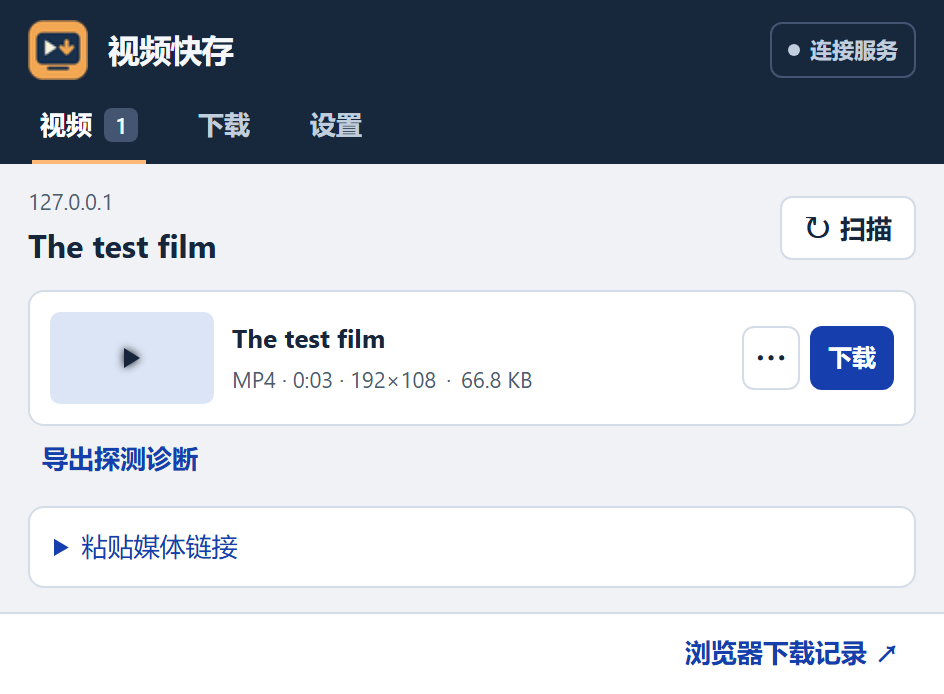 视频快存
连接服务
视频 1 下载 设置
127.0.0.1
The test film
↻ 扫描
The test film
MP4 · 0:03 · 192×108 · 66.8 KB
··· 下载
导出探测诊断
▶ 粘贴媒体链接
浏览器下载记录 ↗